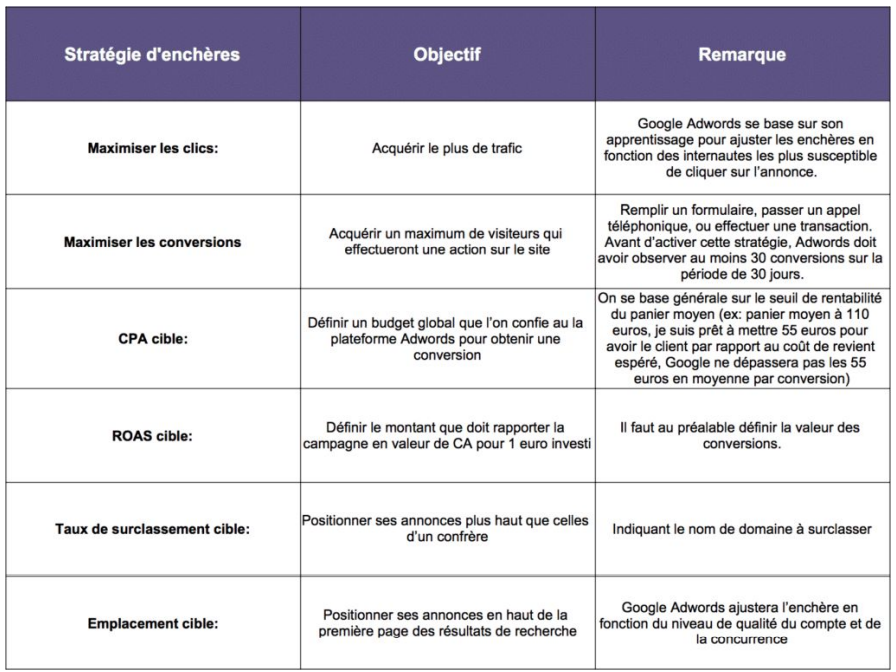 Stratégie d'enchères
Objectif
Remarque
Maximiser les clics:
Acquérir le plus de trafic
Google Adwords se base sur son
apprentissage pour ajuster les enchères en
fonction des internautes les plus susceptible
de cliquer sur l'annonce.
Maximiser les conversions
Acquérir un maximum de visiteurs qui
effectueront une action sur le site
Remplir un formulaire, passer un appel
téléphonique, ou effectuer une transaction.
Avant d'activer cette stratégie, Adwords doit
avoir observer au moins 30 conversions sur la
période de 30 jours.
CPA cible:
Définir un budget global que l'on confie au la
plateforme Adwords pour obtenir une
conversion
On se base générale sur le seuil de rentabilité
du panier moyen (ex: panier moyen à 110
euros, je suis prêt à mettre 55 euros pour
avoir le client par rapport au coût de revient
espéré, Google ne dépassera pas les 55
euros en moyenne par conversion)
ROAS cible:
Définir le montant que doit rapporter la
campagne en valeur de CA pour 1 euro investi
Il faut au préalable définir la valeur des
conversions.
Taux de surclassement cible:
Positionner ses annonces plus haut que celles
d'un confrère
Indiquant le nom de domaine à surclasser
Emplacement cible:
Positionner ses annonces en haut de la
première page des résultats de recherche
Google Adwords ajustera l'enchère en
fonction du niveau de qualité du compte et de
la concurrence